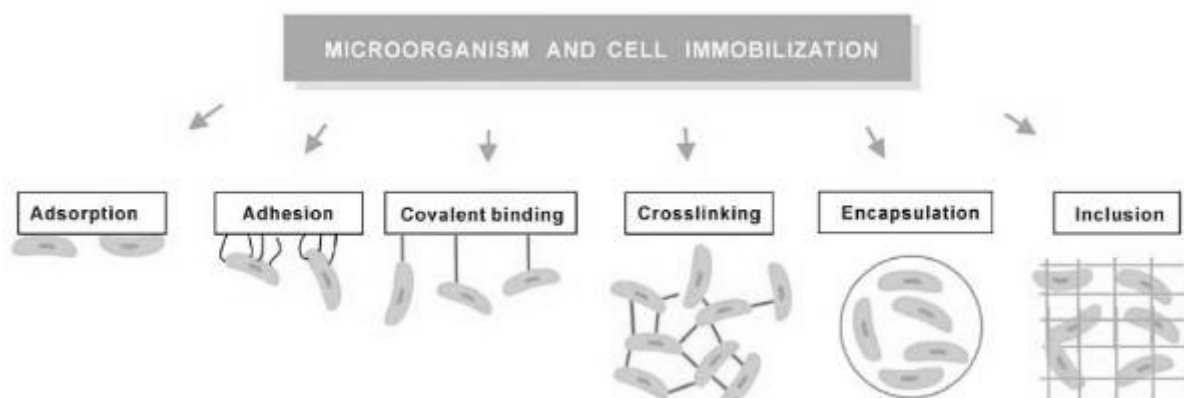 MICROORGANISM AND CELL IMMOBILIZATION
Adsorption
Adhesion
Covalent binding
Crosslinking
Encapsulation
Inclusion